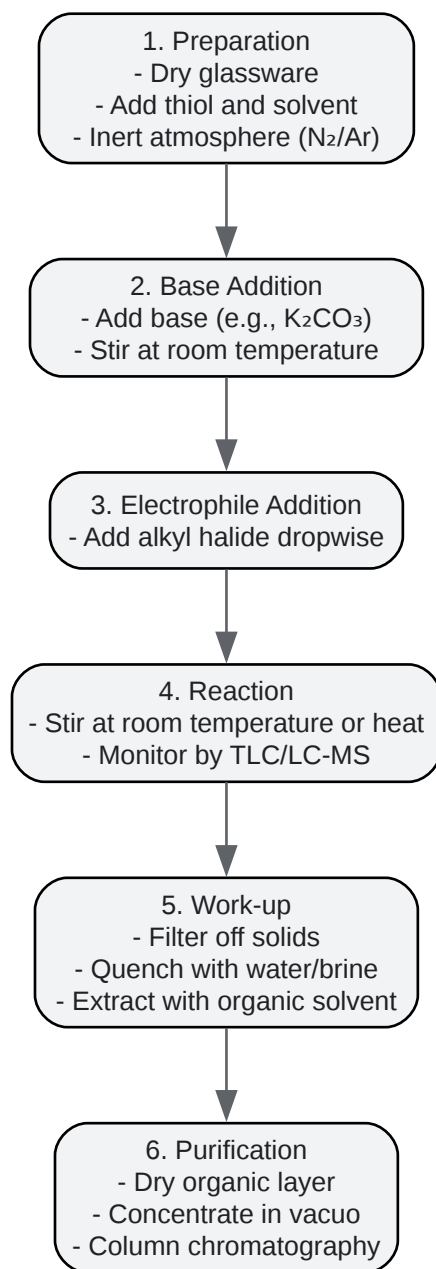 1. Preparation
- Dry glassware
- Add thiol and solvent
- Inert atmosphere (N₂/Ar)
2. Base Addition
- Add base (e.g., K₂CO₃)
- Stir at room temperature
3. Electrophile Addition
- Add alkyl halide dropwise
4. Reaction
- Stir at room temperature or heat
- Monitor by TLC/LC-MS
5. Work-up
- Filter off solids
- Quench with water/brine
- Extract with organic solvent
6. Purification
- Dry organic layer
- Concentrate in vacuo
- Column chromatography